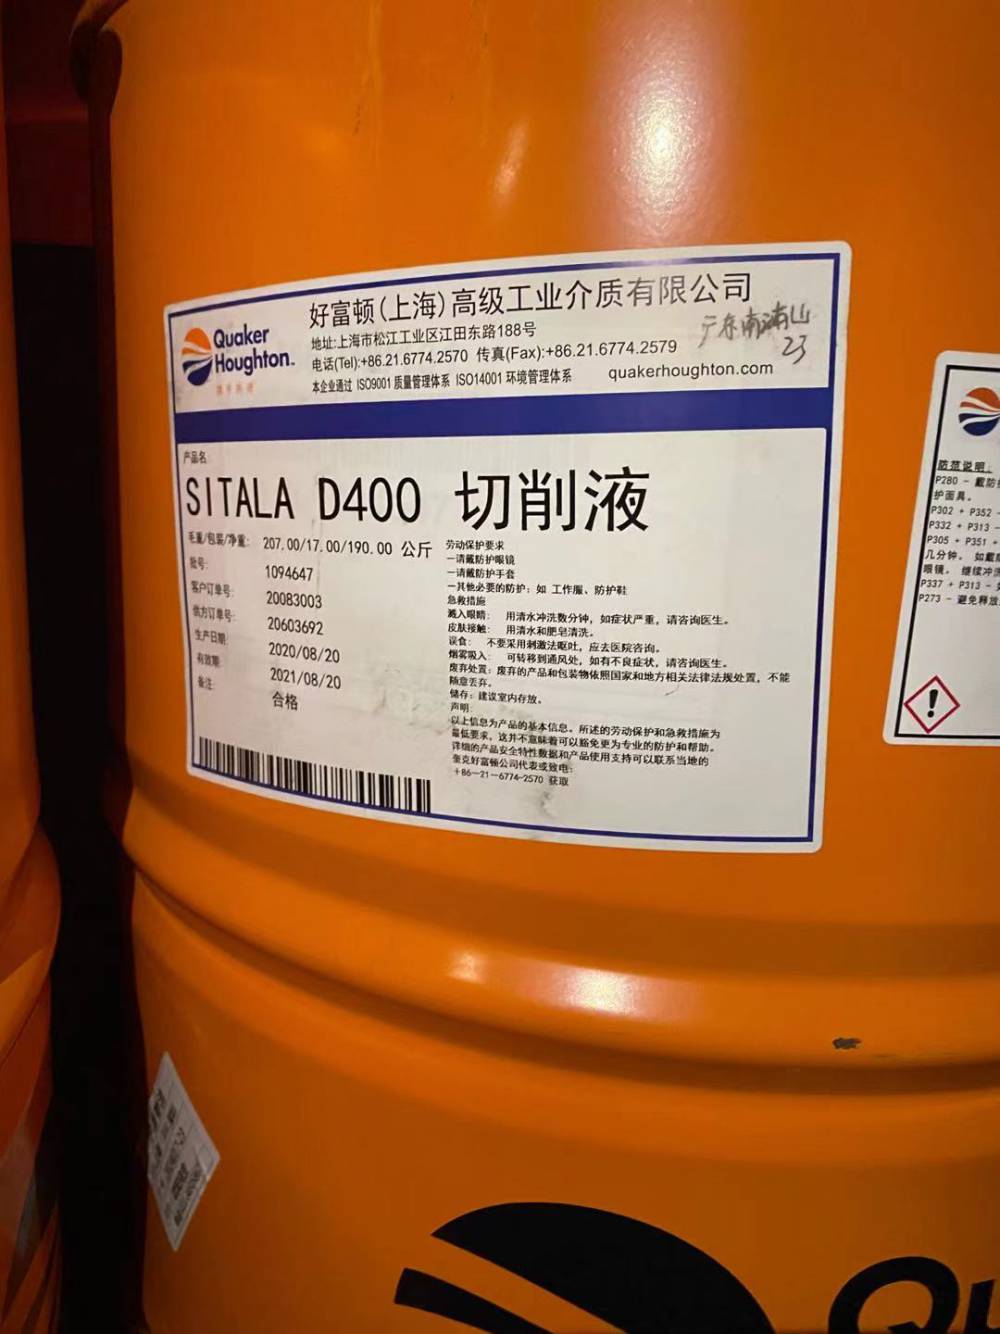 Quaker
Houghton.
好富顿(上海)高级工业介质有限公司
地址:上海市松江工业区江田东路188号
电话(Tel):+86.21.6774.2570 传真(Fax):+86.21.6774.2579
本企业通过 ISO9001 质量管理体系 ISO14001 环境管理体系
quakerhoughton.com
23
产品名
SITALA D400 切削液
毛重/包装/净重: 207.00/17.00/190.00 公斤
批号: 1094647
客户订单号: 20083003
供方订单号: 20603692
生产日期: 2020/08/20
有效期: 2021/08/20
备注: 合格
劳动保护要求
—请戴防护眼镜
—请戴防护手套
—其他必要的防护: 如 工作服、防护鞋
急救措施
溅入眼睛: 用清水冲洗数分钟, 如症状严重, 请咨询医生。
皮肤接触: 用清水和肥皂清洗。
误食: 不要采用刺激法呕吐, 应去医院咨询。
烟雾吸入: 可转移到通风处, 如有不良症状, 请咨询医生。
废弃处置: 废弃的产品和包装物依照国家和地方相关法律法规处置, 不能
随意丢弃。
储存: 建议室内存放。
声明:
以上信息为产品的基本信息。所述的劳动保护和急救措施为
最低要求, 这并不意味着可以豁免更为专业的防护和帮助。
详细的产品安全特性数据和产品使用支持可以联系当地的
奎克好富顿公司代表或致电:
+86—21—6774-2570 获取
防范说明:
P280 - 戴防
护面具。
P302 + P352 -
P332 + P313 -
P305 + P351 +
几分钟。如戴
眼镜。继续冲
P337 + P313 -
P273 - 避免释放
Qu